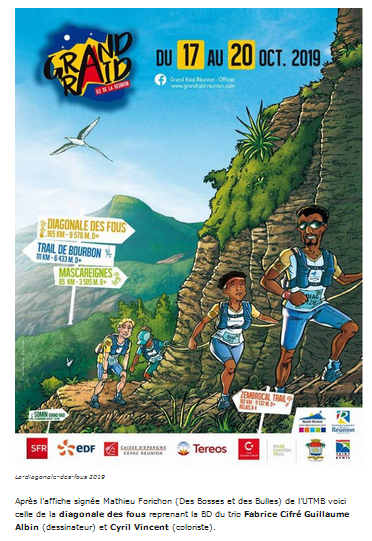 GRAND
RAID
ILE DE LA REUNION
DU 17 AU 20 OCT. 2019
Grand Raid Réunion - Officiel
www.grandraid-reunion.com
DIAGONALE DES FOUS
165 KM - 9 576 M. D+
TRAIL DE BOURBON
111 KM - 6 433 M. D+
MASCAREIGNES
65 KM - 3 505 M. D+
ZEMBROCAL TRAIL
RELAIS À 4
SFR
eDF
CAISSE D'EPARGNE
CEPAC REUNION
Tereos
La-diagonale-des-fous 2019
Après l'affiche signée Mathieu Forichon (Des Bosses et des Bulles) de l'UTMB voici
celle de la diagonale des fous reprenant la BD du trio Fabrice Cifré Guillaume
Albin (dessinateur) et Cyril Vincent (coloriste).